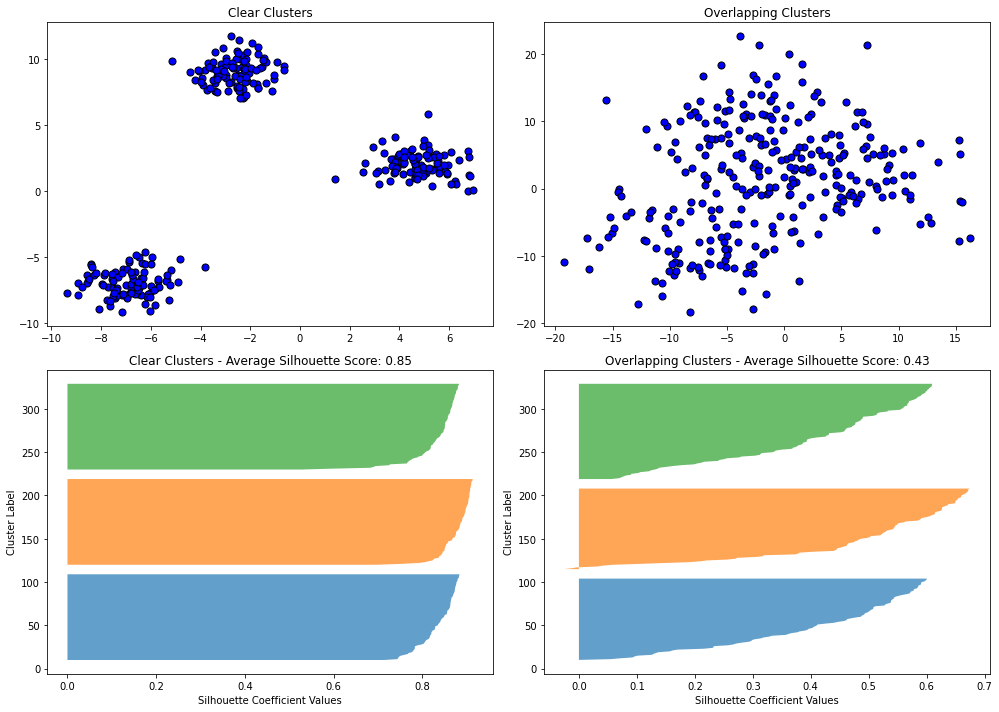 Clear Clusters
10
5
0
−5
−10
−10 −8 −6 −4 −2 0 2 4 6
Overlapping Clusters
20
10
0
−10
−20
−20 −15 −10 −5 0 5 10 15
Clear Clusters - Average Silhouette Score: 0.85
Cluster Label
300
250
200
150
100
50
0
0.0 0.2 0.4 0.6 0.8
Silhouette Coefficient Values
Overlapping Clusters - Average Silhouette Score: 0.43
Cluster Label
300
250
200
150
100
50
0
0.0 0.1 0.2 0.3 0.4 0.5 0.6 0.7
Silhouette Coefficient Values